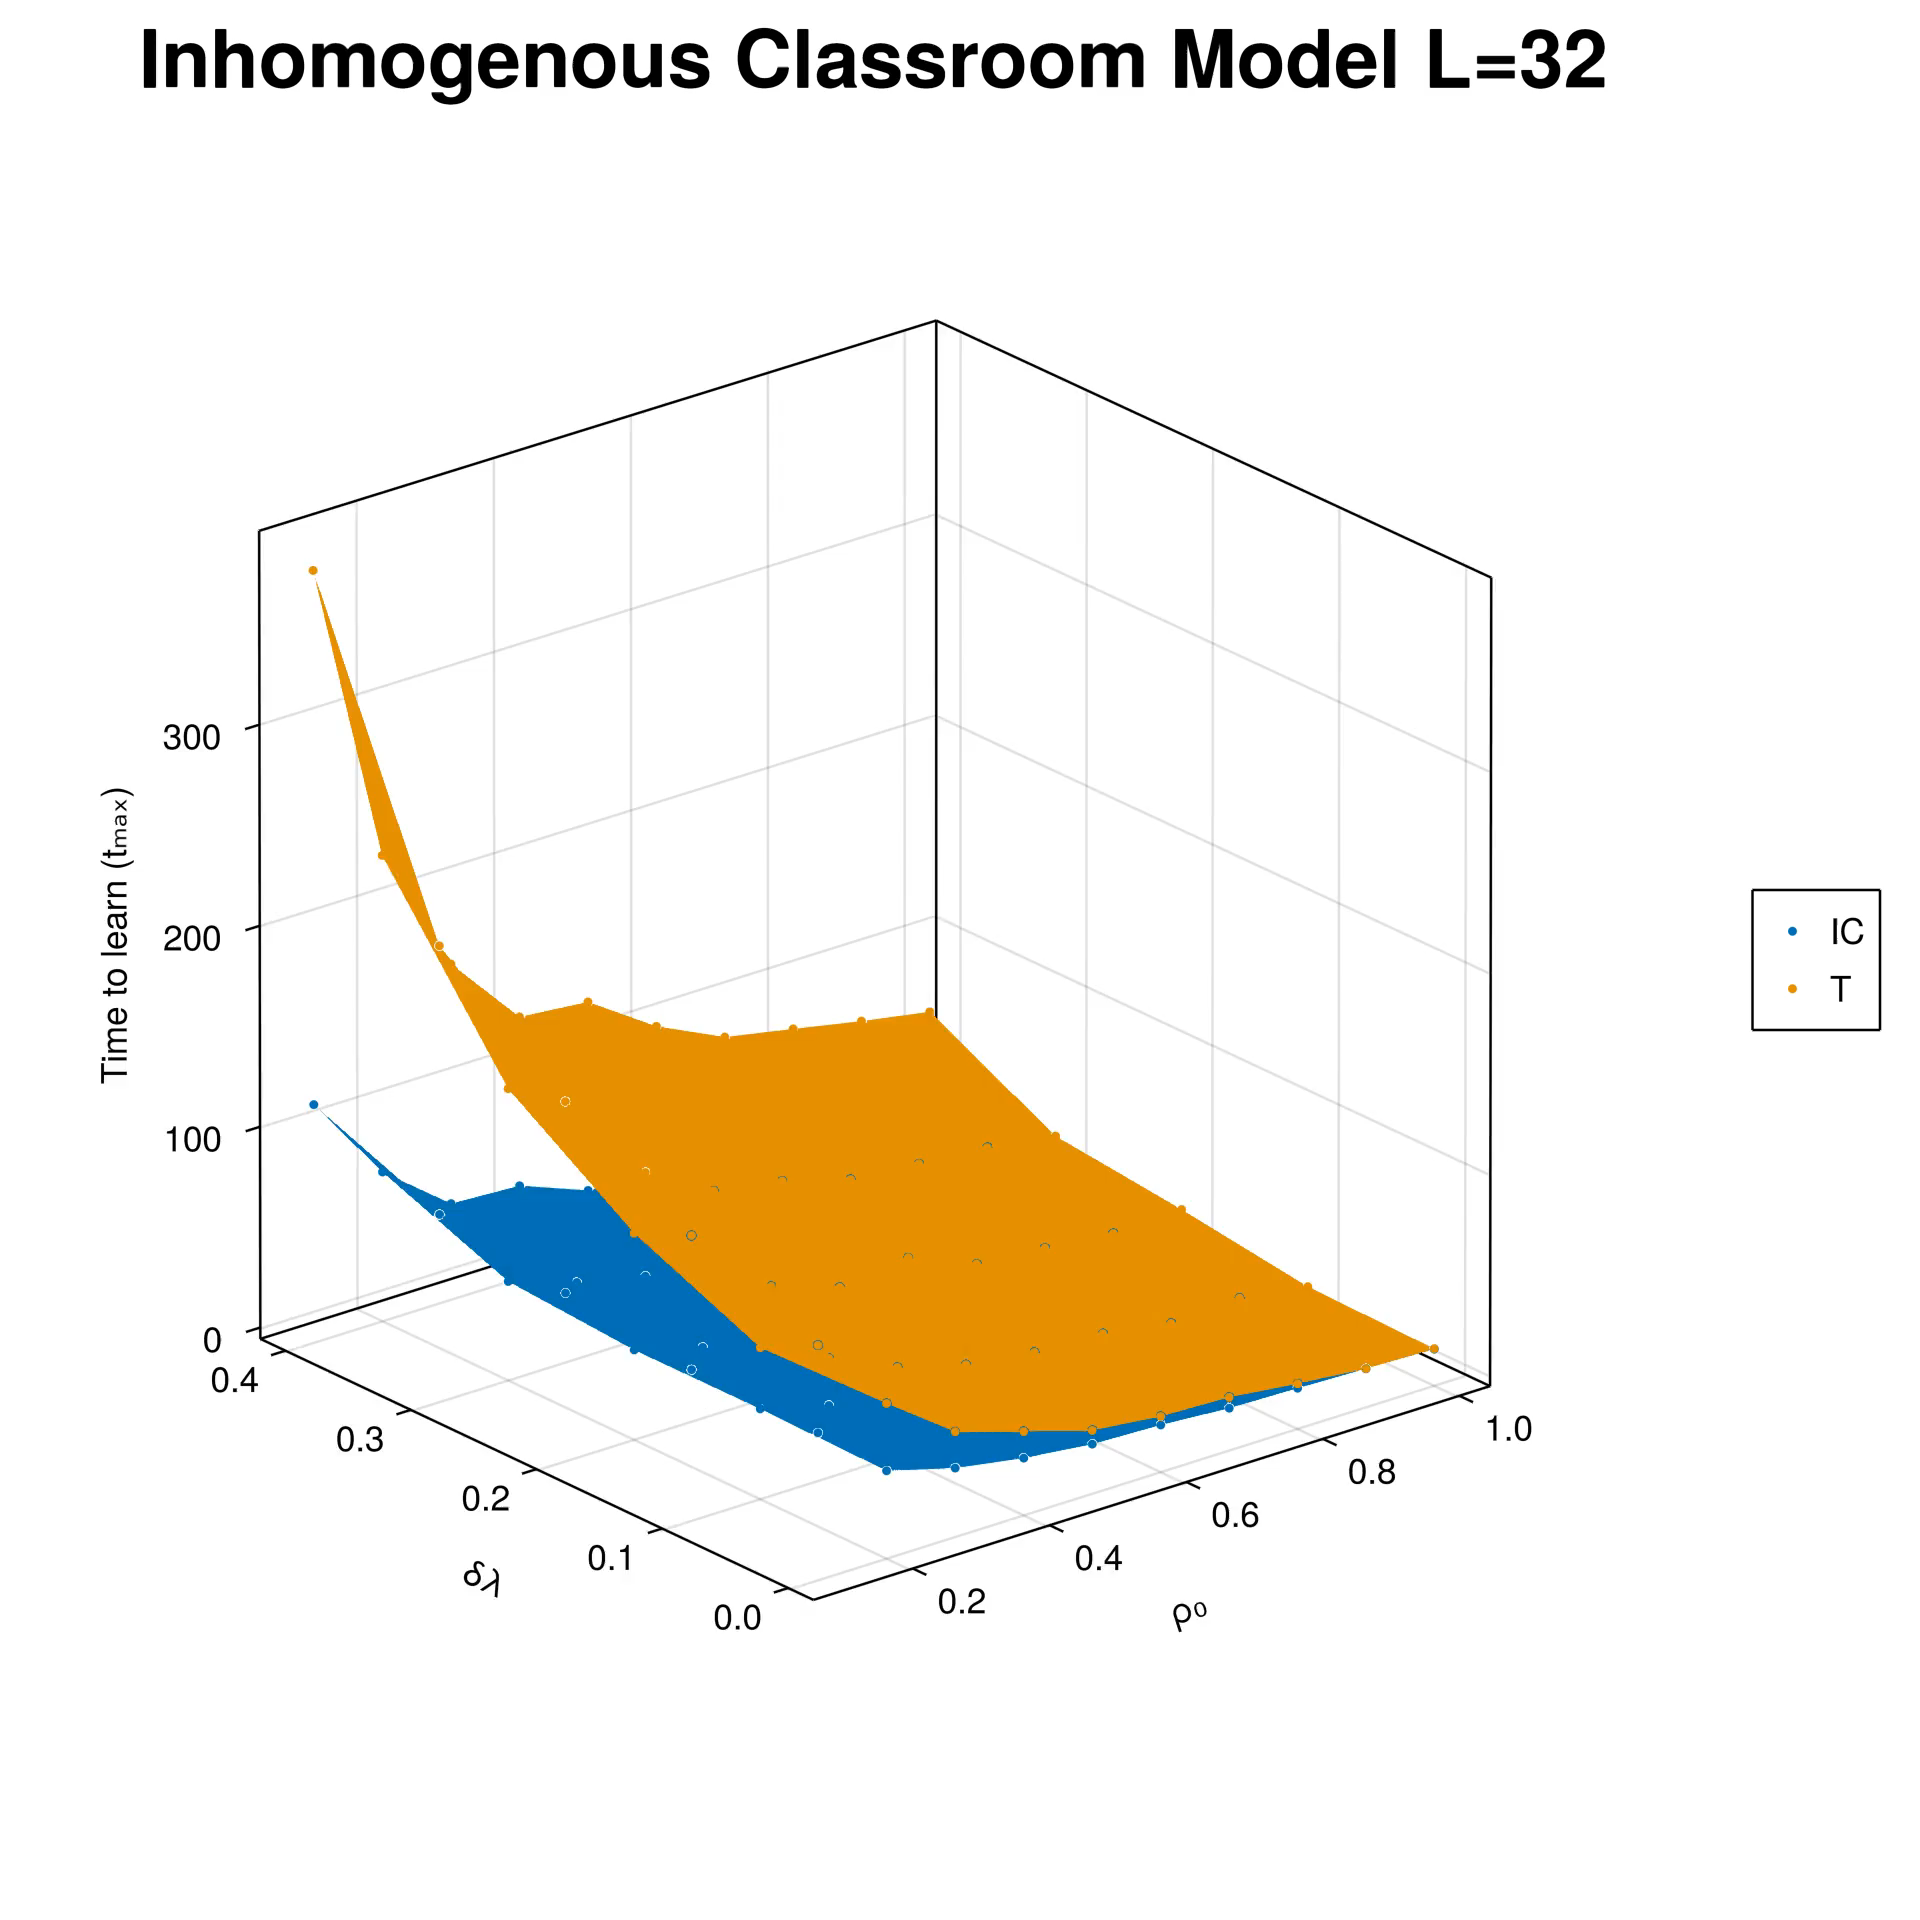 Inhomogenous Classroom Model L=32
Time to learn (tₘₐₓ)
300
200
100
0
0.4
0.3
0.2
0.1
0.0
δλ
0.2
0.4
0.6
0.8
1.0
ρ⁰
IC
T